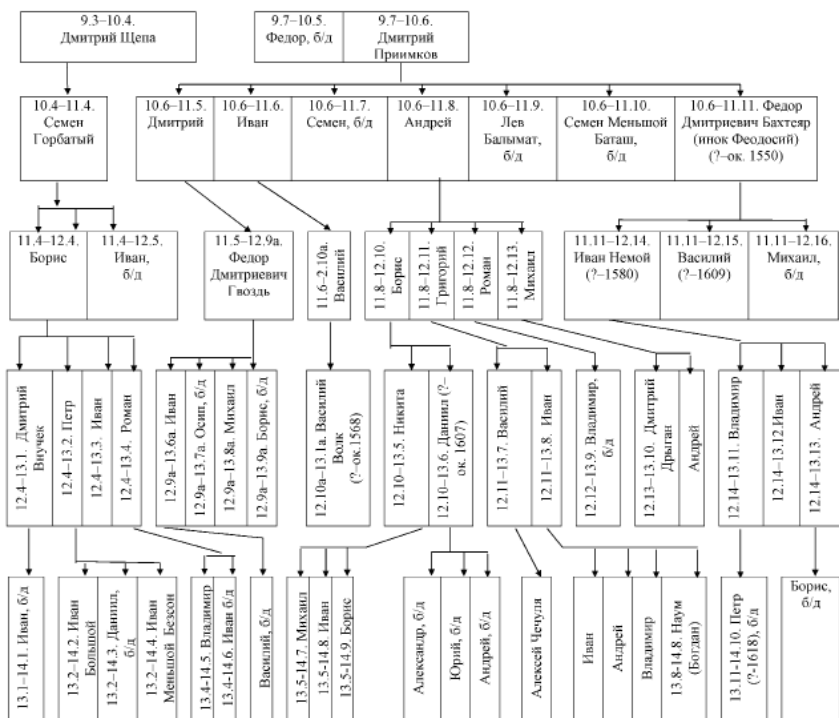 9.3–10.4.
Дмитрий Щепа
9.7–10.5.
Федор, б/д
9.7–10.6.
Дмитрий
Приимков
10.4–11.4.
Семен
Горбатый
10.6–11.5.
Дмитрий
10.6–11.6.
Иван
10.6–11.7.
Семен, б/д
10.6–11.8.
Андрей
10.6–11.9.
Лев
Балымат,
б/д
10.6–11.10.
Семен Меньшой
Баташ,
б/д
10.6–11.11. Федор
Дмитриевич Бахтеяр
(инок Феодосий)
(?–ок. 1550)
11.4–12.4.
Борис
11.4–12.5.
Иван,
б/д
11.5–12.9а.
Федор
Дмитриевич
Гвоздь
11.6–2.10а.
Василий
11.8–12.10.
Борис
11.8–12.11.
Григорий
11.8–12.12.
Роман
11.8–12.13.
Михаил
11.11–12.14.
Иван Немой
(?–1580)
11.11–12.15.
Василий
(?–1609)
11.11–12.16.
Михаил,
б/д
12.4–13.1. Дмитрий
Внучек
12.4–13.2. Петр
12.4–13.3. Иван
12.4–13.4. Роман
12.9а–13.6а. Иван
12.9а–13.7а. Осип, б/д
12.9а–13.8а. Михаил
12.9а–13.9а. Борис, б/д
12.10а–13.1а. Василий
Волк
(?–ок.1568)
12.10–13.5. Никита
12.10–13.6. Даниил (?–
ок. 1607)
12.11–13.7. Василий
12.11–13.8. Иван
12.12–13.9. Владимир,
б/д
12.13–13.10. Дмитрий
Дрыган
Андрей
12.14–13.11. Владимир
12.14–13.12.Иван
12.14–13.13. Андрей
13.1–14.1. Иван, б/д
13.2–14.2. Иван
Большой
13.2–14.3. Даниил,
б/д
13.2–14.4. Иван
Меньшой Безсон
13.4-14.5. Владимир
13.4-14.6. Иван б/д
Василий, б/д
13.5-14.7. Михаил
13.5-14.8. Иван
13.5-14.9. Борис
Александр, б/д
Юрий, б/д
Андрей, б/д
Алексей Чечуля
Иван
Андрей
Владимир
13.8-14.8. Наум
(Богдан)
13.11-14.10. Петр
(?-1618), б/д
Борис,
б/д